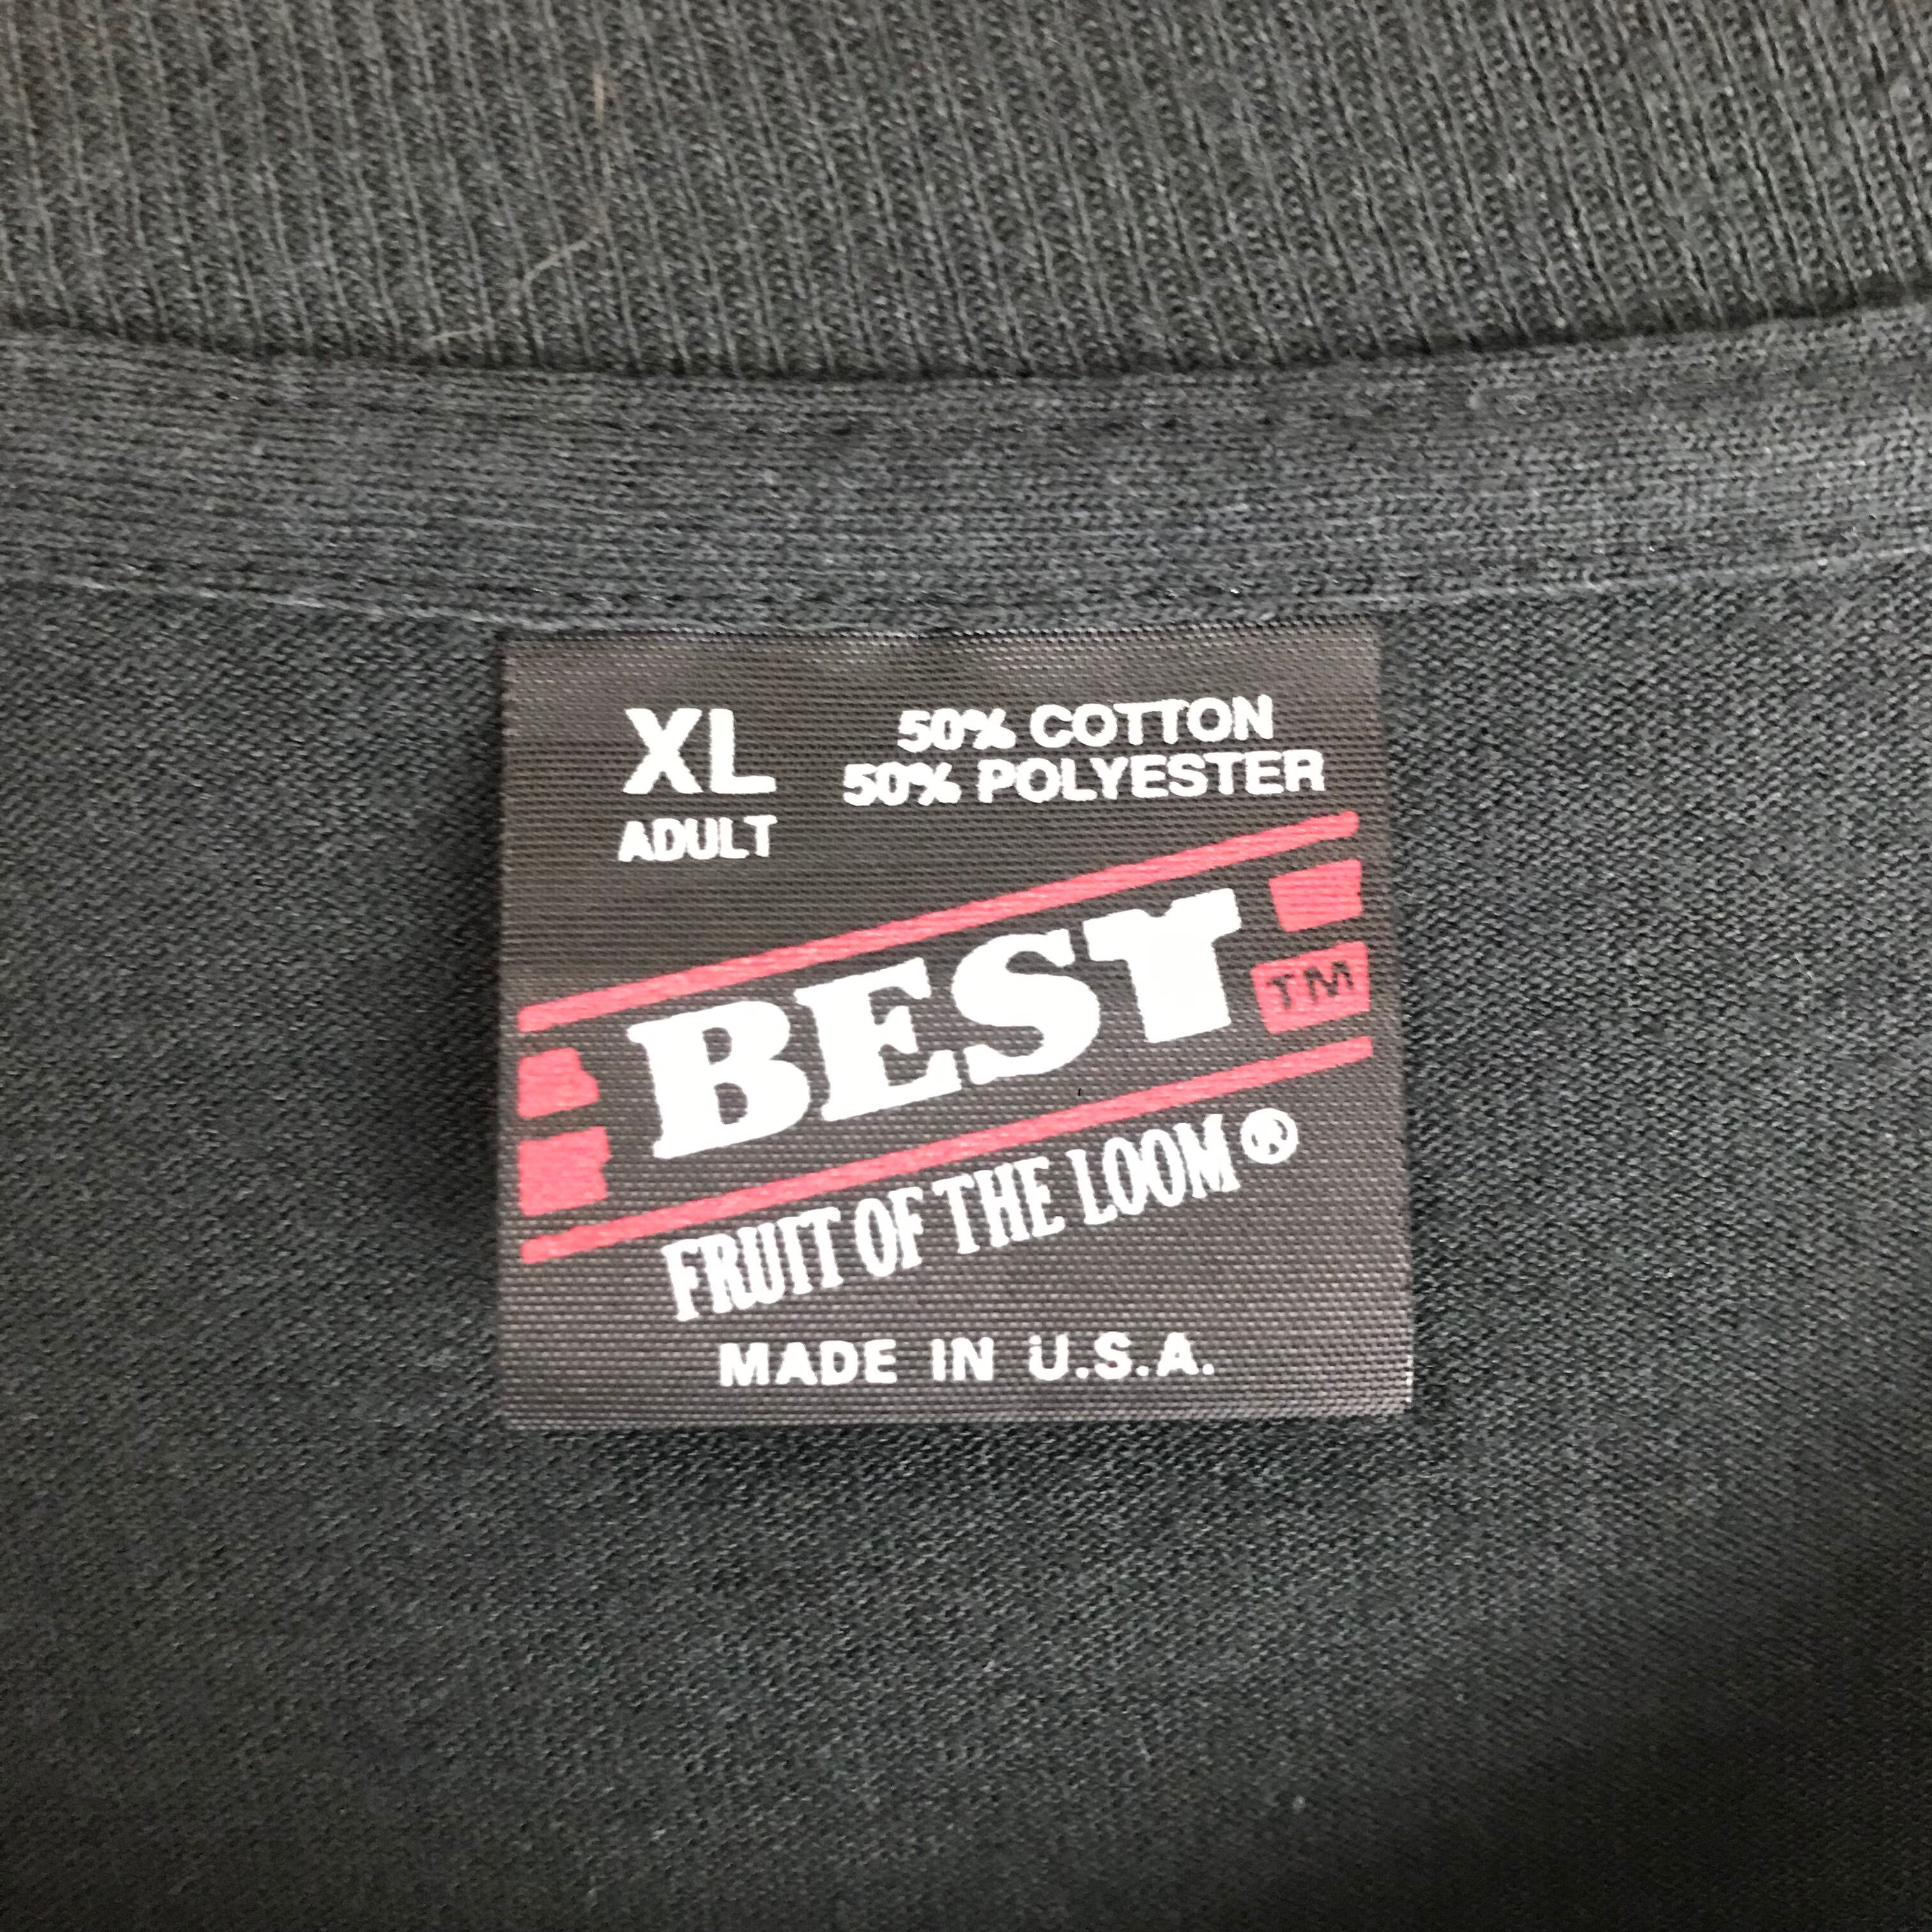 XL
ADULT
50% COTTON
50% POLYESTER
BEST TM
FRUIT OF THE LOOM ®
MADE IN U.S.A.